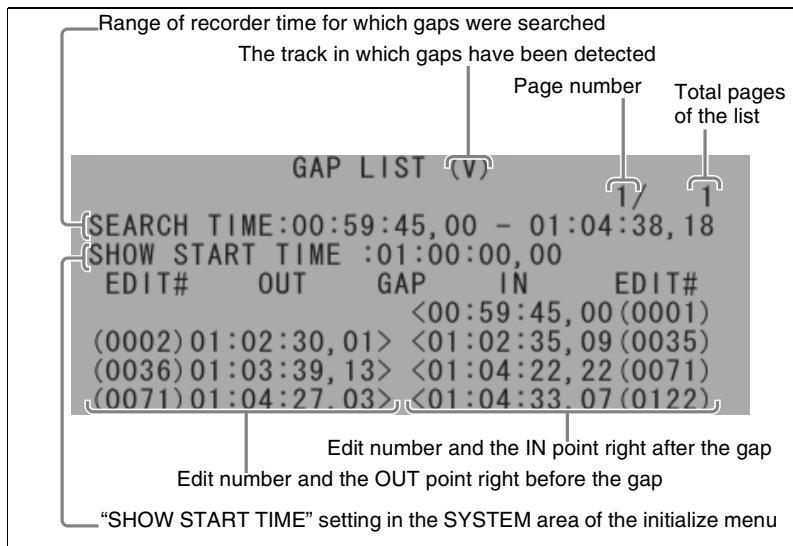 Range of recorder time for which gaps were searched
The track in which gaps have been detected
Page number
Total pages
of the list
GAP LIST (V)
1/ 1
SEARCH TIME:00:59:45,00 - 01:04:38,18
SHOW START TIME :01:00:00,00
EDIT# OUT GAP IN EDIT#
<00:59:45,00(0001)
(0002)01:02:30,01> <01:02:35,09(0035)
(0036)01:03:39,13> <01:04:22,22(0071)
(0071)01:04:27,03> <01:04:33,07(0122)
Edit number and the IN point right after the gap
Edit number and the OUT point right before the gap
“SHOW START TIME” setting in the SYSTEM area of the initialize menu